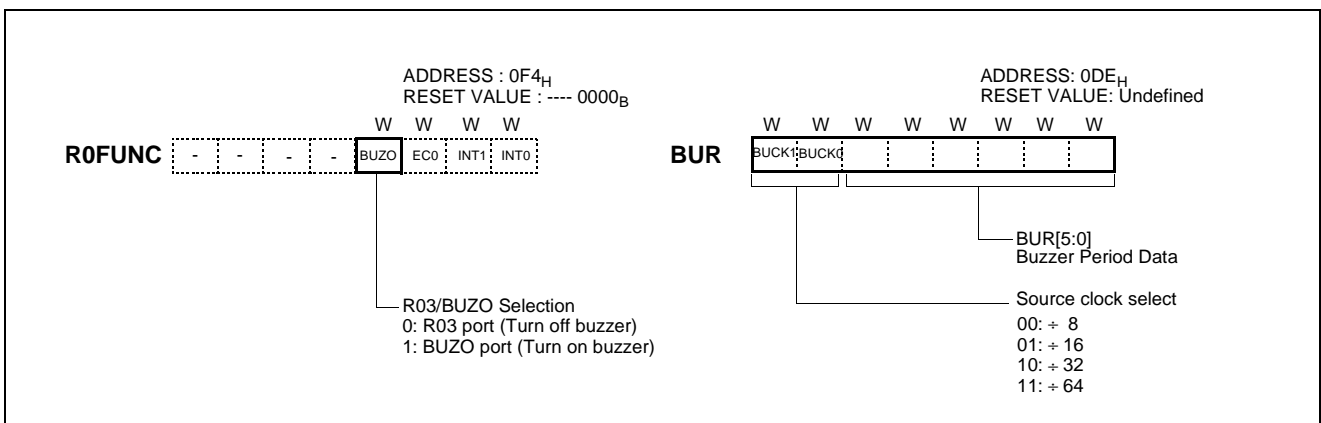 ADDRESS : 0F4H
RESET VALUE : ---- 0000B
W W W W
R0FUNC - - - - BUZO EC0 INT1 INT0
R03/BUZO Selection
0: R03 port (Turn off buzzer)
1: BUZO port (Turn on buzzer)
ADDRESS: 0DEH
RESET VALUE: Undefined
W W W W W W W W
BUR BUCK1 BUCK0
BUR[5:0]
Buzzer Period Data
Source clock select
00: ÷ 8
01: ÷ 16
10: ÷ 32
11: ÷ 64